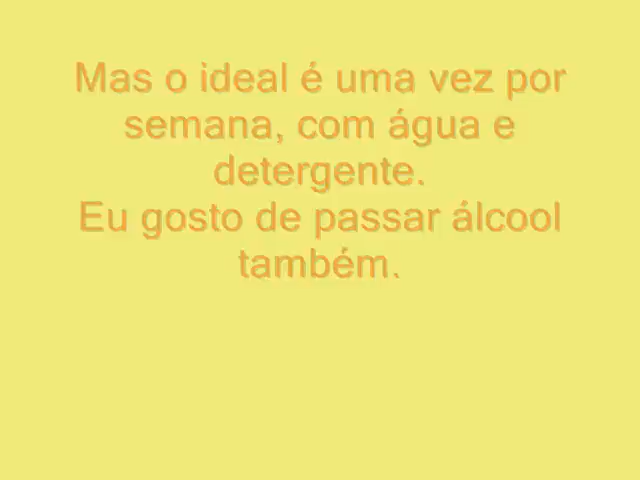 Mas o ideal é uma vez por
semana, com água e
detergente.
Eu gosto de passar álcool
também.